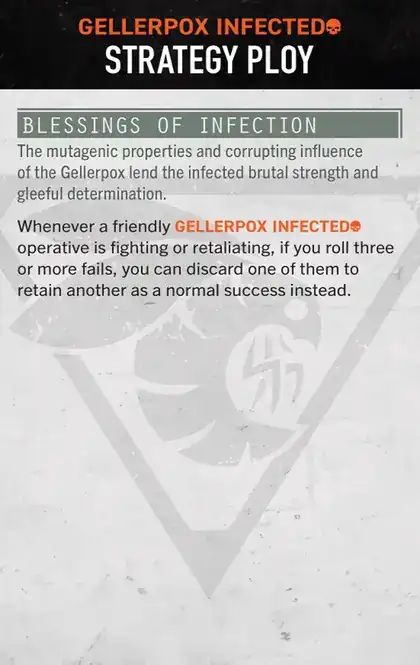 GELLERPOX INFECTED
STRATEGY PLOY
BLESSINGS OF INFECTION
The mutagenic properties and corrupting influence
of the Gellerpox lend the infected brutal strength and
gleeful determination.
Whenever a friendly GELLERPOX INFECTED
operative is fighting or retaliating, if you roll three
or more fails, you can discard one of them to
retain another as a normal success instead.